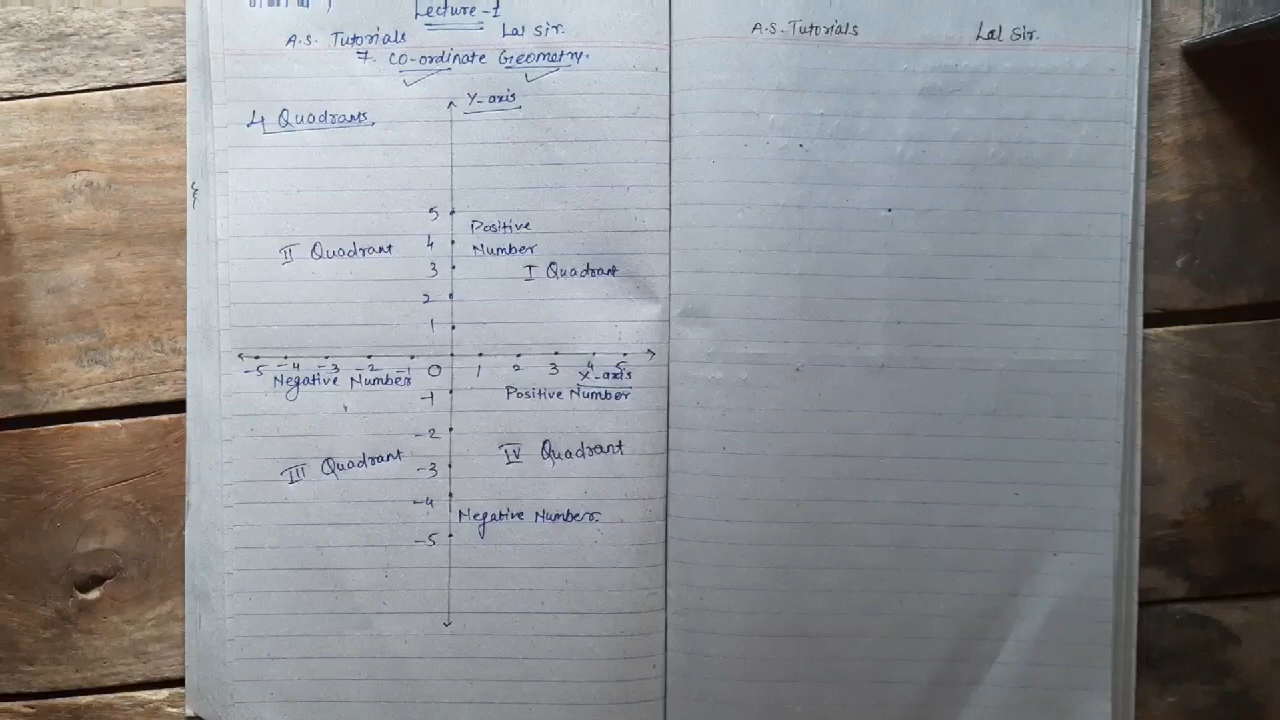 Lecture-1
A.S. Tutorials Lal Sir.
7. Co-ordinate Geometry.
4 Quadrants.
Y-axis
5
Positive
4
Number
II Quadrant
3
I Quadrant
2
1
-5 -4 -3 -2 -1 0 1 2 3 4 5
Negative Number
X-axis
Positive Number
-1
-2
III Quadrant
IV Quadrant
-3
-4
Negative Number.
-5
A.S. Tutorials Lal Sir.